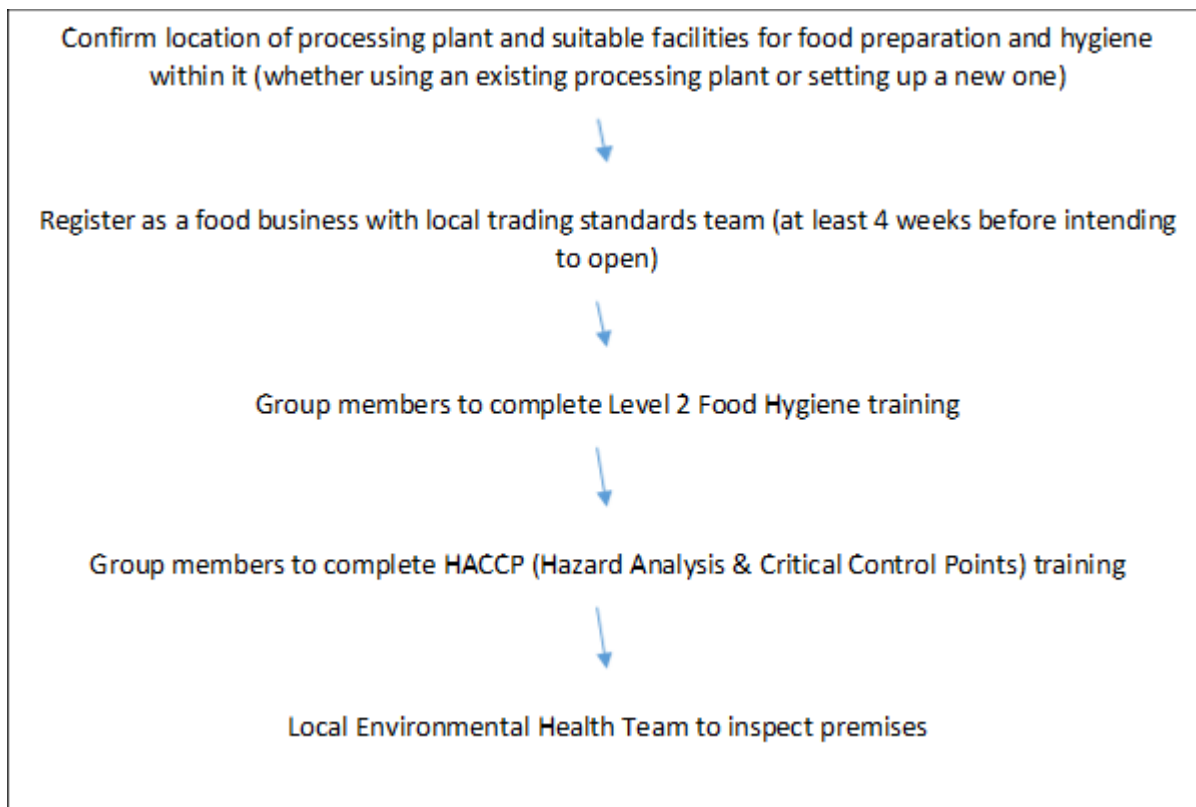 Confirm location of processing plant and suitable facilities for food preparation and hygiene
within it (whether using an existing processing plant or setting up a new one)
Register as a food business with local trading standards team (at least 4 weeks before intending
to open)
Group members to complete Level 2 Food Hygiene training
Group members to complete HACCP (Hazard Analysis & Critical Control Points) training
Local Environmental Health Team to inspect premises